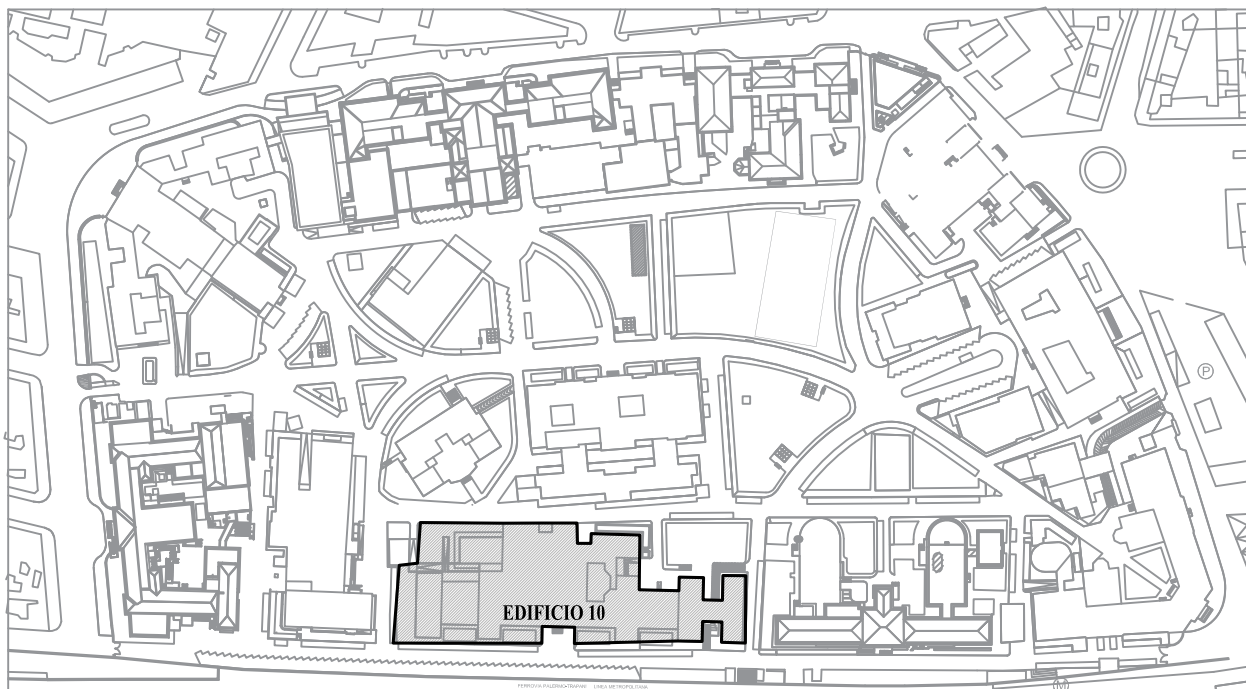 P
EDIFICIO 10
FERROVIA PALERMO-TRAPANI LINEA METROPOLITANA
(M)